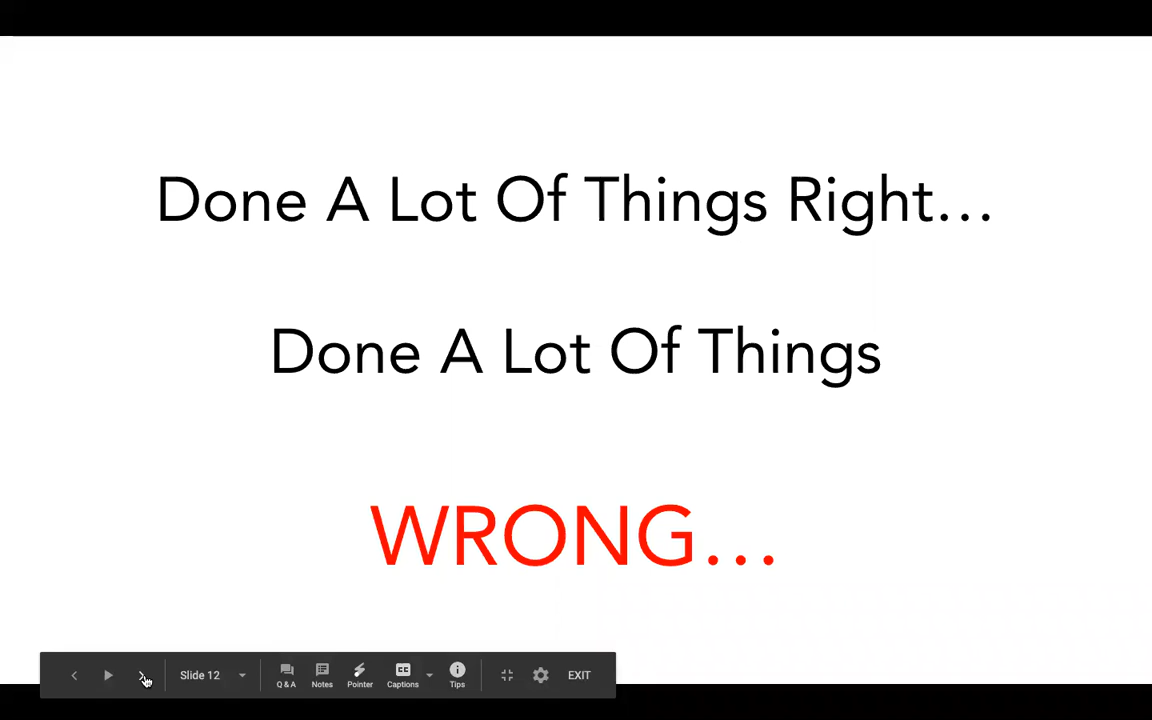 Done A Lot Of Things Right…
Done A Lot Of Things
WRONG…
Slide 12
Q & A
Notes
Pointer
Captions
Tips
EXIT